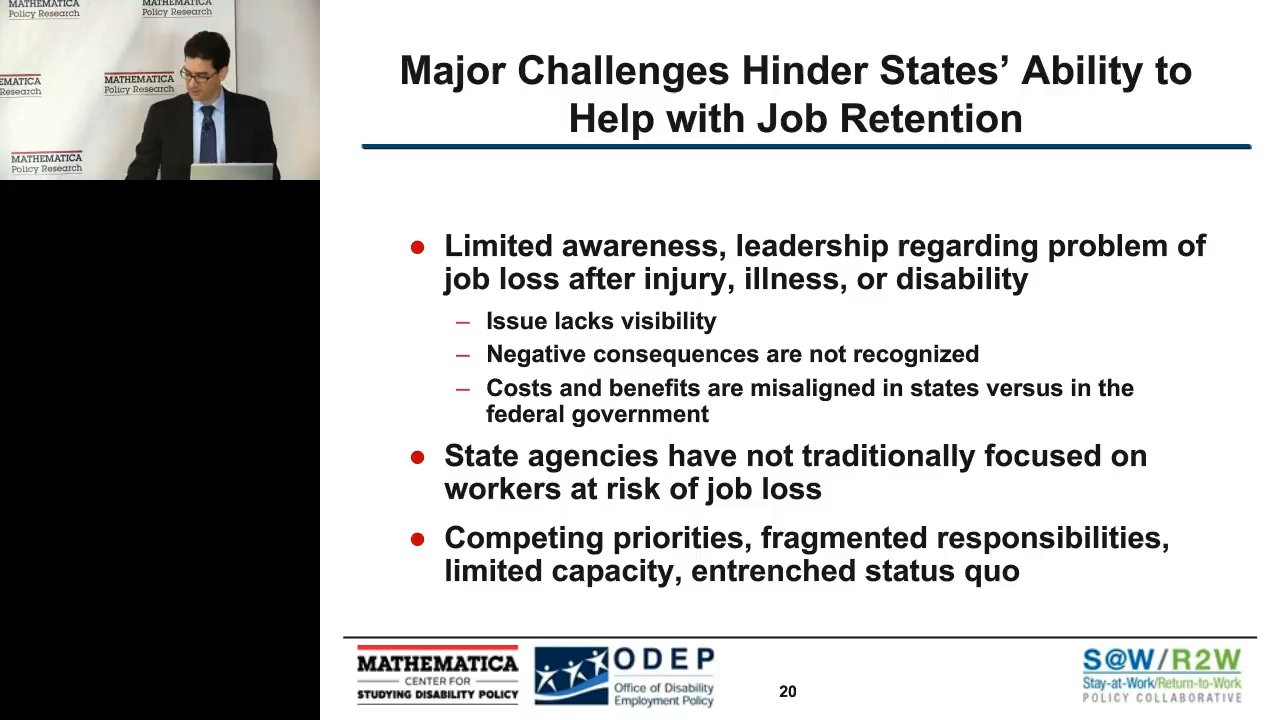 MATHEMATICA
Policy Research
MATHEMATICA
Policy Research
EMATICA
Research
MATHEMATICA
Policy Research
MATHEMATICA
Policy Research
Major Challenges Hinder States’ Ability to
Help with Job Retention
● Limited awareness, leadership regarding problem of
job loss after injury, illness, or disability
– Issue lacks visibility
– Negative consequences are not recognized
– Costs and benefits are misaligned in states versus in the
federal government
● State agencies have not traditionally focused on
workers at risk of job loss
● Competing priorities, fragmented responsibilities,
limited capacity, entrenched status quo
MATHEMATICA
CENTER FOR
STUDYING DISABILITY POLICY
ODEP
Office of Disability
Employment Policy
20
S@W/R2W
Stay-at-Work/Return-to-Work
POLICY COLLABORATIVE